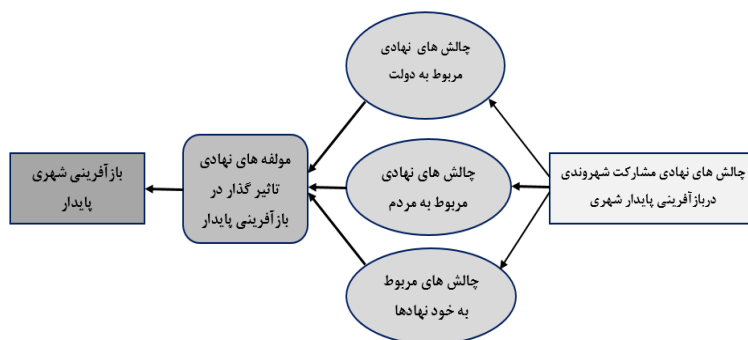 چالش های نهادی مشارکت شهروندی
دربازآفرینی پایدار شهری
چالش های نهادی
مربوط به دولت
چالش های نهادی
مربوط به مردم
چالش های مربوط
به خود نهادها
مولفه های نهادی
تاثیر گذار در
بازآفرینی پایدار
بازآفرینی شهری
پایدار